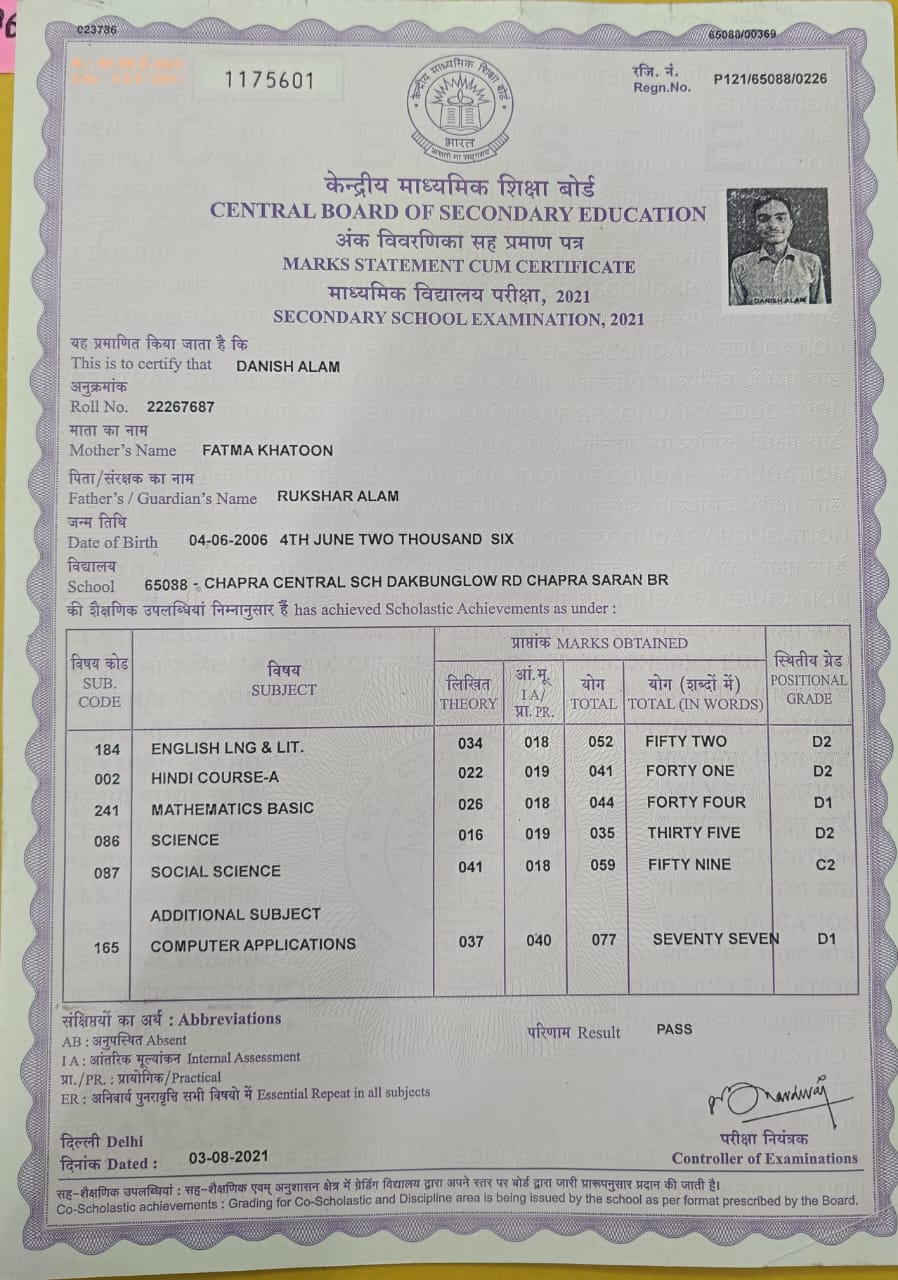 023786
65088/00369
1175601
रजि. नं.
Regn.No. P121/65088/0226
केन्द्रीय माध्यमिक शिक्षा बोर्ड
भारत
असतो मा सद्गमय
केन्द्रीय माध्यमिक शिक्षा बोर्ड
CENTRAL BOARD OF SECONDARY EDUCATION
अंक विवरणिका सह प्रमाण पत्र
MARKS STATEMENT CUM CERTIFICATE
माध्यमिक विद्यालय परीक्षा, 2021
SECONDARY SCHOOL EXAMINATION, 2021
DANISH ALAM
यह प्रमाणित किया जाता है कि
This is to certify that DANISH ALAM
अनुक्रमांक
Roll No. 22267687
माता का नाम
Mother's Name FATMA KHATOON
पिता/संरक्षक का नाम
Father's / Guardian's Name RUKSHAR ALAM
जन्म तिथि
Date of Birth 04-06-2006 4TH JUNE TWO THOUSAND SIX
विद्यालय
School 65088 - CHAPRA CENTRAL SCH DAKBUNGLOW RD CHAPRA SARAN BR
की शैक्षणिक उपलब्धियां निम्नानुसार हैं has achieved Scholastic Achievements as under :
विषय कोड
SUB.
CODE
विषय
SUBJECT
प्राप्तांक MARKS OBTAINED
लिखित
THEORY
आं.मू.
I A/
प्रा. PR.
योग
TOTAL
योग (शब्दों में)
TOTAL (IN WORDS)
स्थितीय ग्रेड
POSITIONAL
GRADE
184 ENGLISH LNG & LIT. 034 018 052 FIFTY TWO D2
002 HINDI COURSE-A 022 019 041 FORTY ONE D2
241 MATHEMATICS BASIC 026 018 044 FORTY FOUR D1
086 SCIENCE 016 019 035 THIRTY FIVE D2
087 SOCIAL SCIENCE 041 018 059 FIFTY NINE C2
ADDITIONAL SUBJECT
165 COMPUTER APPLICATIONS 037 040 077 SEVENTY SEVEN D1
संक्षिप्तियों का अर्थ : Abbreviations
AB : अनुपस्थित Absent
I A : आंतरिक मूल्यांकन Internal Assessment
प्रा./PR. : प्रायोगिक/Practical
ER : अनिवार्य पुनरावृत्ति सभी विषयो में Essential Repeat in all subjects
परिणाम Result PASS
दिल्ली Delhi
दिनांक Dated : 03-08-2021
परीक्षा नियंत्रक
Controller of Examinations
सह-शैक्षणिक उपलब्धियां : सह-शैक्षणिक एवम् अनुशासन क्षेत्र में ग्रेडिंग विद्यालय द्वारा अपने स्तर पर बोर्ड द्वारा जारी प्रारूपनुसार प्रदान की जाती है।
Co-Scholastic achievements : Grading for Co-Scholastic and Discipline area is being issued by the school as per format prescribed by the Board.